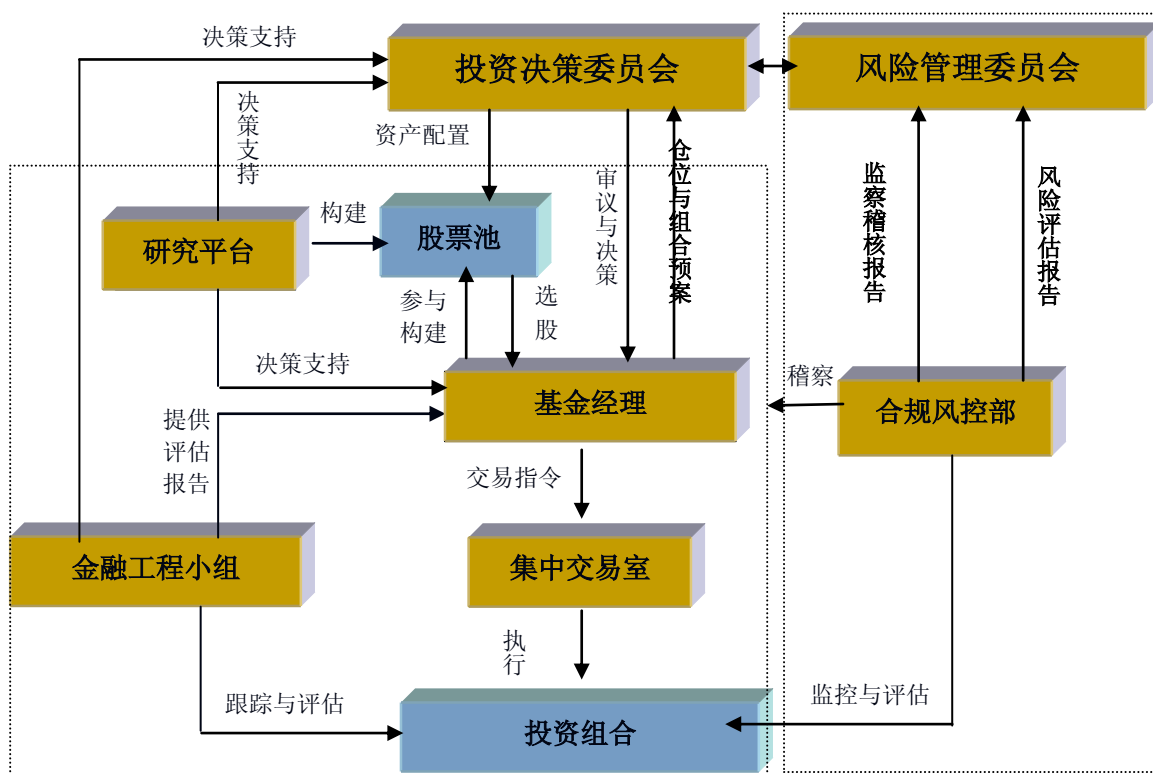 决策支持
投资决策委员会
风险管理委员会
决策支持
资产配置
审议与决策
仓位与组合预案
监察稽核报告
风险评估报告
研究平台
构建
股票池
参与
构建
选股
决策支持
基金经理
稽察
合规风控部
提供
评估
报告
交易指令
金融工程小组
集中交易室
执行
跟踪与评估
投资组合
监控与评估